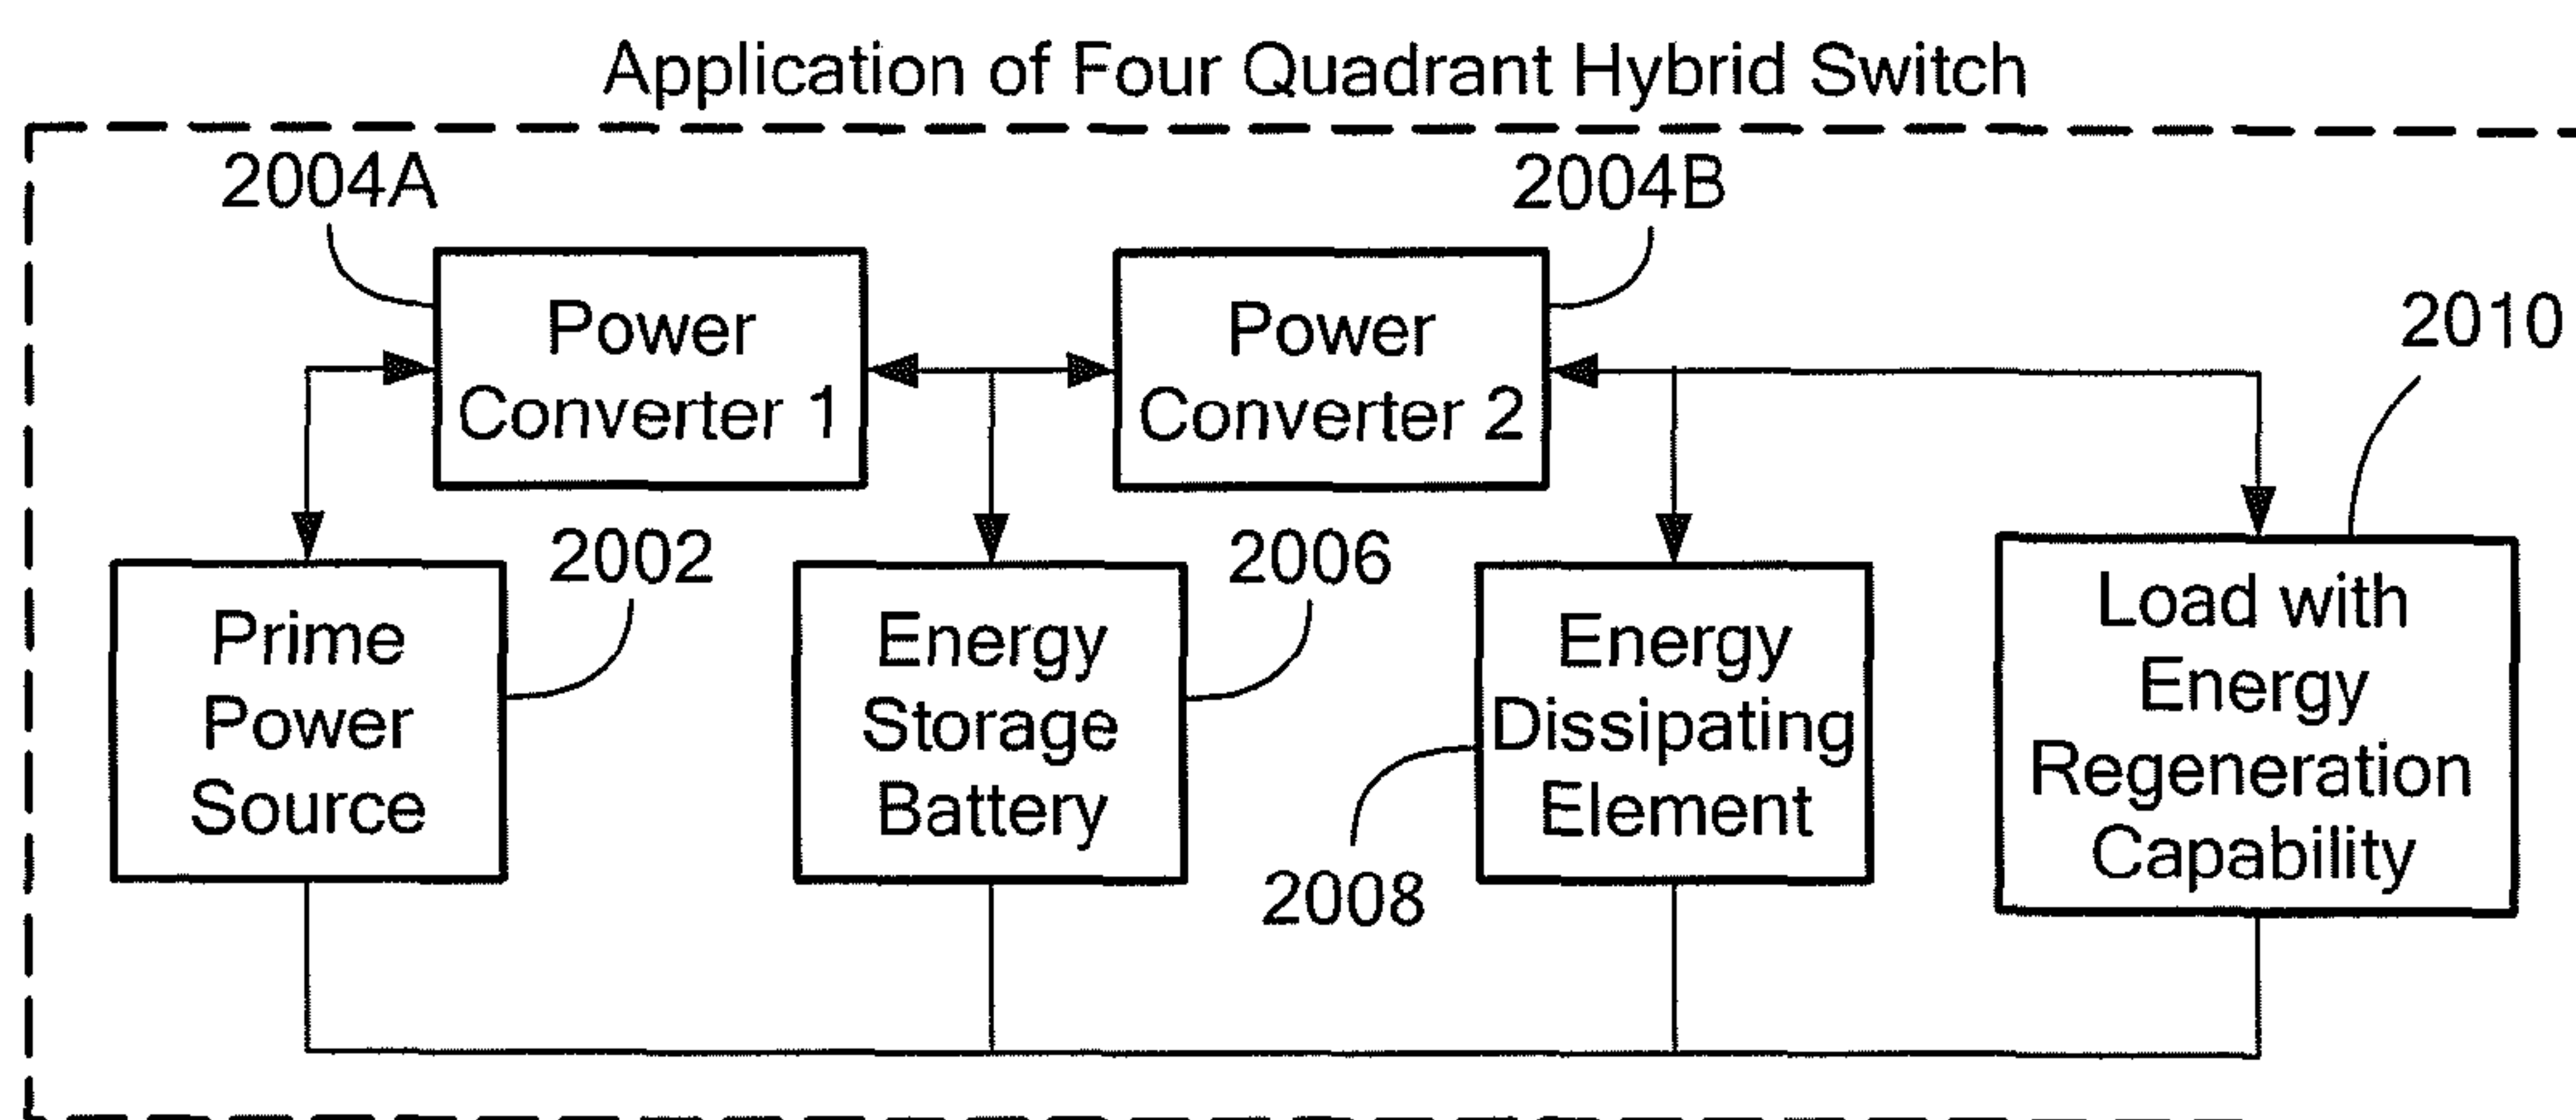 Application of Four Quadrant Hybrid Switch
2004A
2004B
Power
Converter 1
Power
Converter 2
2010
2002
2006
Prime
Power
Source
Energy
Storage
Battery
Energy
Dissipating
Element
2008
Load with
Energy
Regeneration
Capability